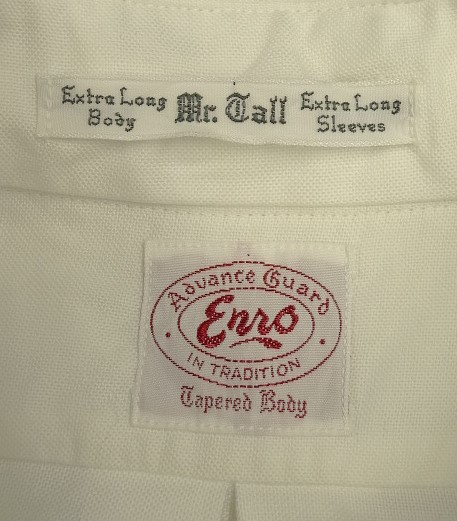 Extra Long Body
Mr. Tall
Extra Long Sleeves
Advance Guard
Enro
IN TRADITION
Tapered Body